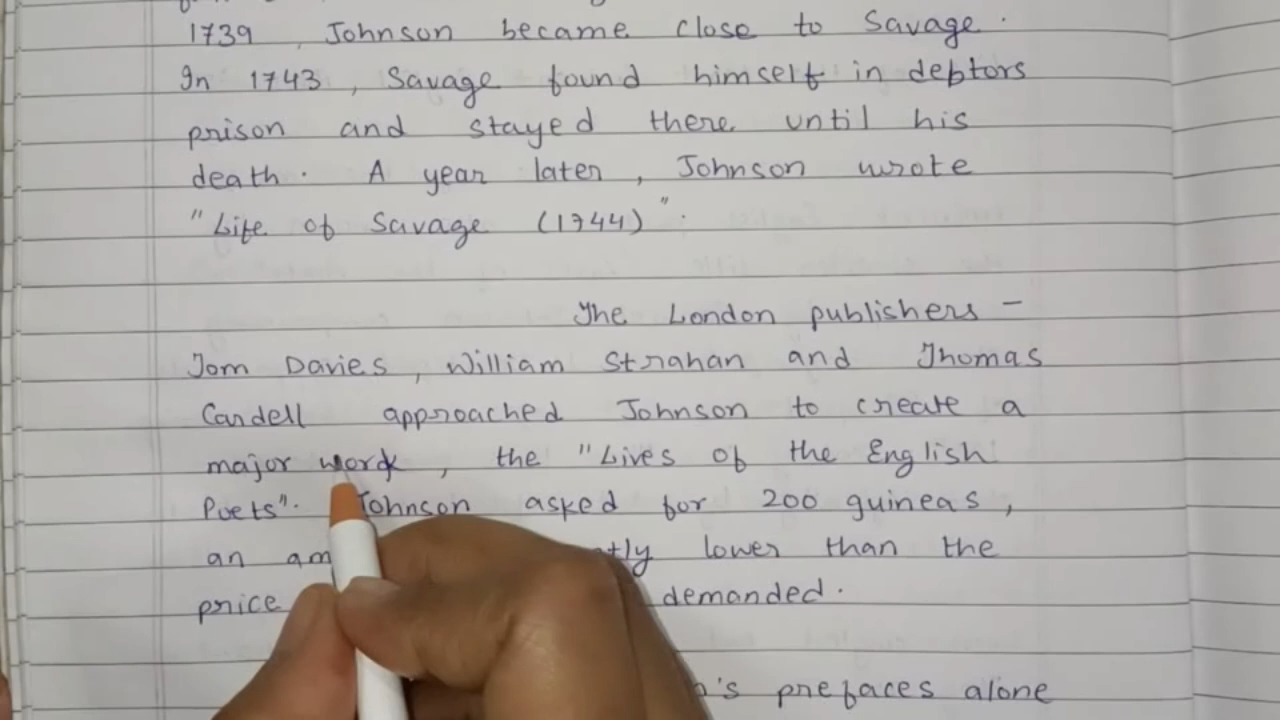 1739 , Johnson became close to Savage .
In 1743 , Savage found himself in debtors
prison and stayed there until his
death . A year later , Johnson wrote
"Life of Savage (1744)".
The London publishers -
Tom Davies , William Strahan and Thomas
Candell approached Johnson to create a
major work , the "Lives of the English
Poets". Johnson asked for 200 guineas ,
an lower than the
price demanded .
prefaces alone